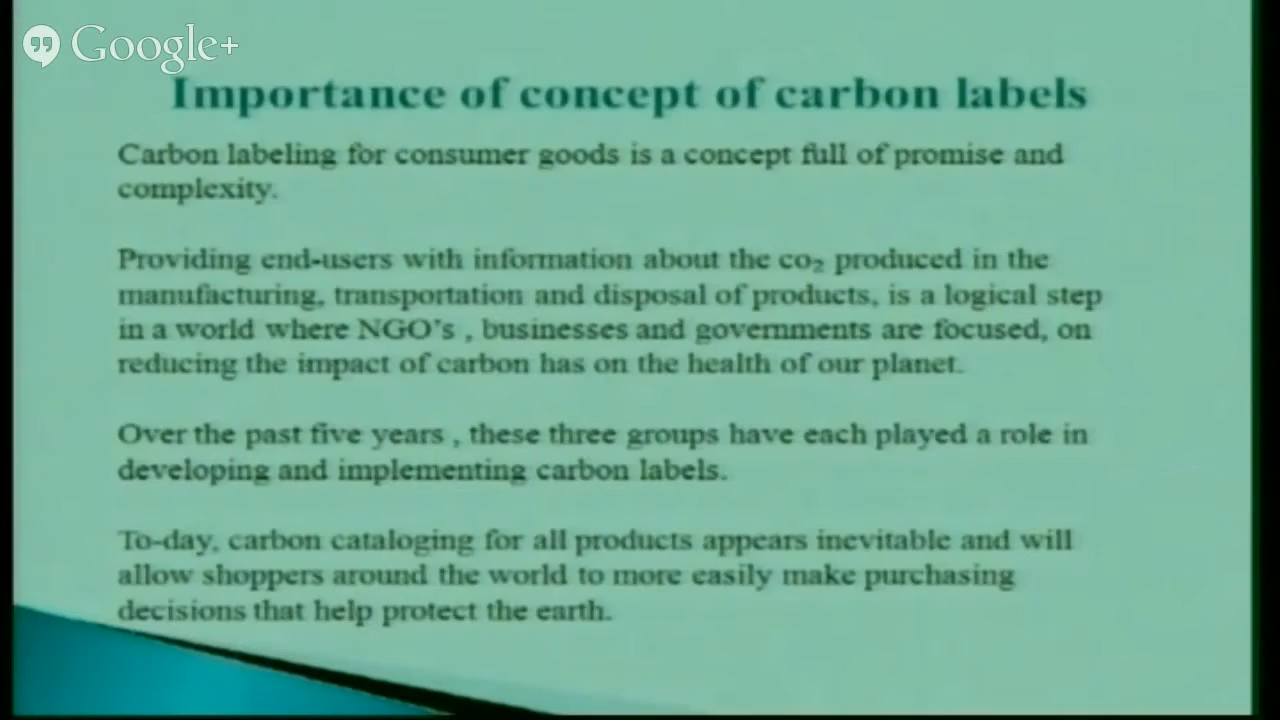 Google+
Importance of concept of carbon labels
Carbon labeling for consumer goods is a concept full of promise and
complexity.
Providing end-users with information about the co₂ produced in the
manufacturing, transportation and disposal of products, is a logical step
in a world where NGO's , businesses and governments are focused, on
reducing the impact of carbon has on the health of our planet.
Over the past five years , these three groups have each played a role in
developing and implementing carbon labels.
To-day, carbon cataloging for all products appears inevitable and will
allow shoppers around the world to more easily make purchasing
decisions that help protect the earth.